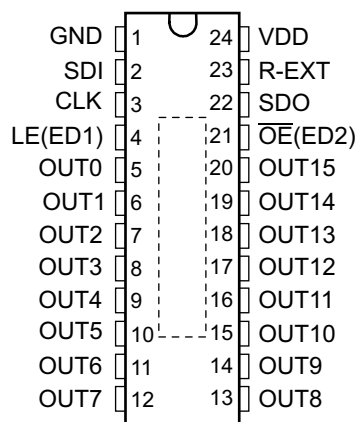 GND 1 24 VDD
SDI 2 23 R-EXT
CLK 3 22 SDO
LE(ED1) 4 21 O̅E̅(ED2)
OUT0 5 20 OUT15
OUT1 6 19 OUT14
OUT2 7 18 OUT13
OUT3 8 17 OUT12
OUT4 9 16 OUT11
OUT5 10 15 OUT10
OUT6 11 14 OUT9
OUT7 12 13 OUT8